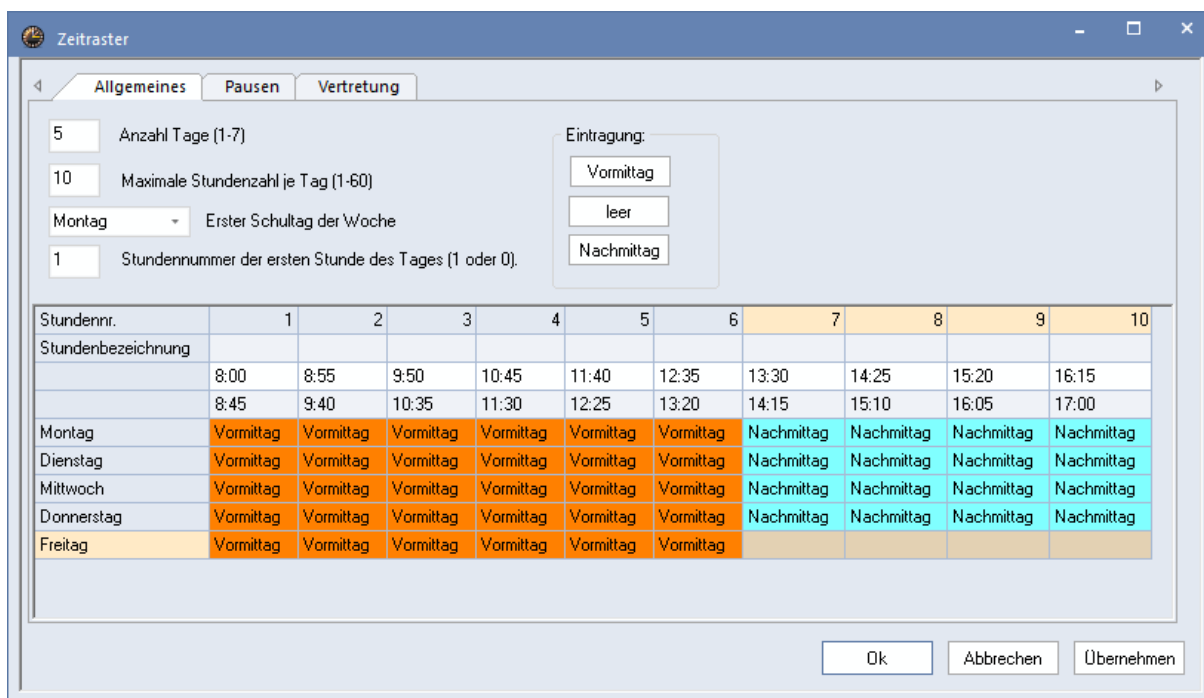 Zeitraster
Allgemeines Pausen Vertretung
5 Anzahl Tage (1-7)
10 Maximale Stundenzahl je Tag (1-60)
Montag Erster Schultag der Woche
1 Stundennummer der ersten Stunde des Tages (1 oder 0).
Eintragung:
Vormittag
leer
Nachmittag
Stundennr. 1 2 3 4 5 6 7 8 9 10
Stundenbezeichnung
8:00 8:55 9:50 10:45 11:40 12:35 13:30 14:25 15:20 16:15
8:45 9:40 10:35 11:30 12:25 13:20 14:15 15:10 16:05 17:00
Montag Vormittag Vormittag Vormittag Vormittag Vormittag Vormittag Nachmittag Nachmittag Nachmittag Nachmittag
Dienstag Vormittag Vormittag Vormittag Vormittag Vormittag Vormittag Nachmittag Nachmittag Nachmittag Nachmittag
Mittwoch Vormittag Vormittag Vormittag Vormittag Vormittag Vormittag Nachmittag Nachmittag Nachmittag Nachmittag
Donnerstag Vormittag Vormittag Vormittag Vormittag Vormittag Vormittag Nachmittag Nachmittag Nachmittag Nachmittag
Freitag Vormittag Vormittag Vormittag Vormittag Vormittag Vormittag
Ok Abbrechen Übernehmen